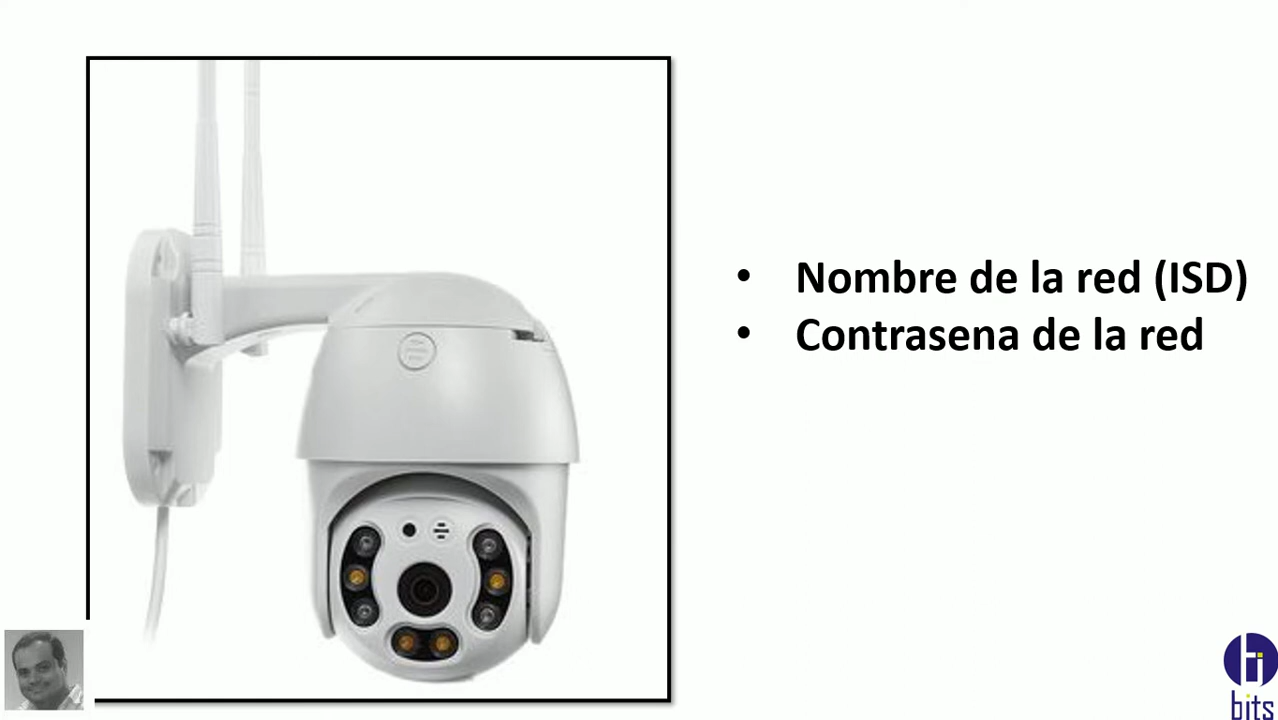 • Nombre de la red (ISD)
• Contrasena de la red
bits